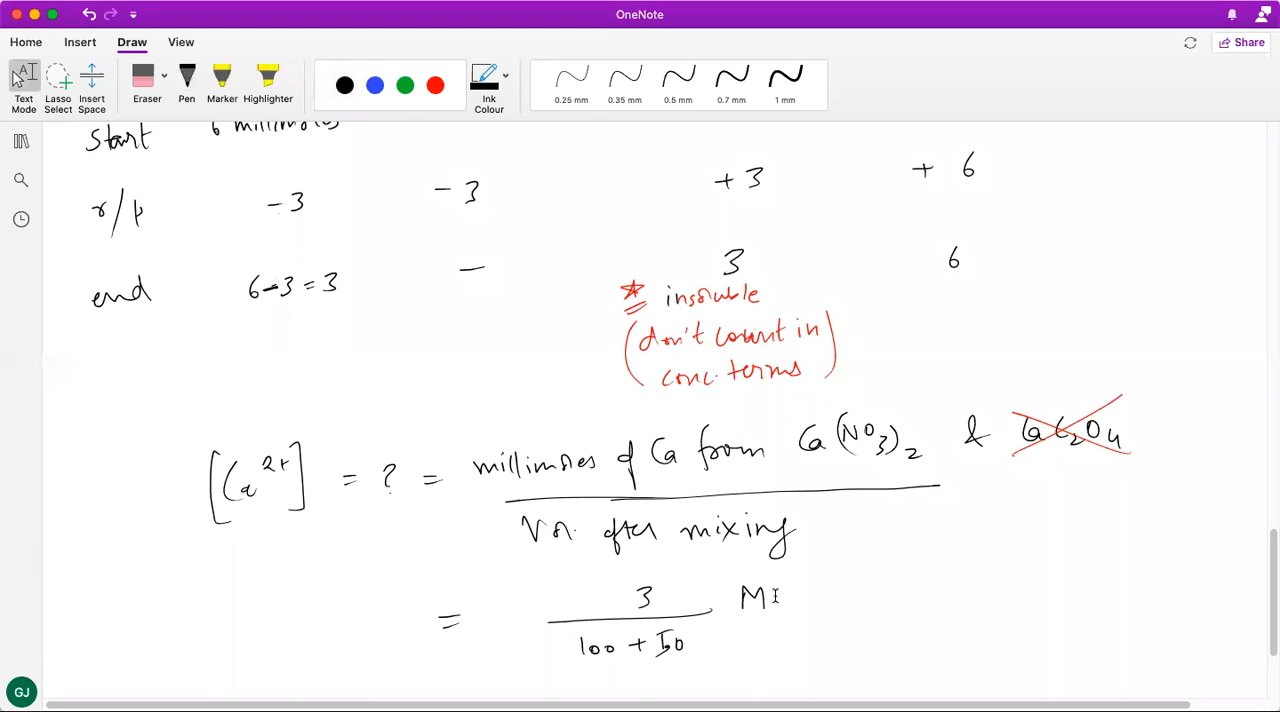 OneNote
Share
Home Insert Draw View
Text Mode Lasso Select Insert Space Eraser Pen Marker Highlighter Ink Colour 0.25 mm 0.35 mm 0.5 mm 0.7 mm 1 mm
Start 6 millimoles
r/p -3 -3 +3 + 6
end 6-3=3 — 3 6
* insoluble
(don't count in
conc. terms)
[Ca2+] = ? = millimoles of Ca from Ca(NO3)2 & CaC2O4
Vol. after mixing
= 3 M
100 + 50
GJ